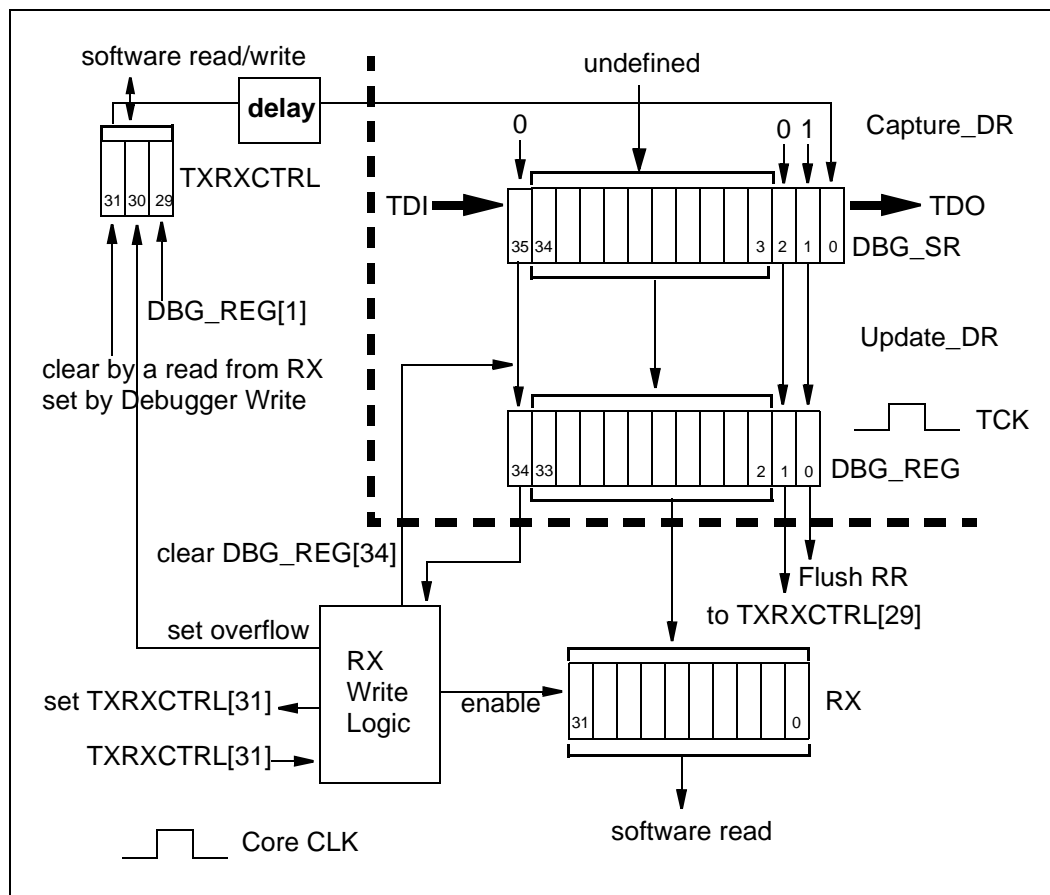 software read/write
undefined
delay
0
0 1
Capture_DR
TXRXCTRL
31 30 29
TDI
TDO
35 34 3 2 1 0
DBG_SR
DBG_REG[1]
Update_DR
clear by a read from RX
set by Debugger Write
TCK
34 33 2 1 0
DBG_REG
clear DBG_REG[34]
Flush RR
to TXRXCTRL[29]
set overflow
RX
Write
Logic
set TXRXCTRL[31]
enable
31 0
RX
TXRXCTRL[31]
software read
Core CLK